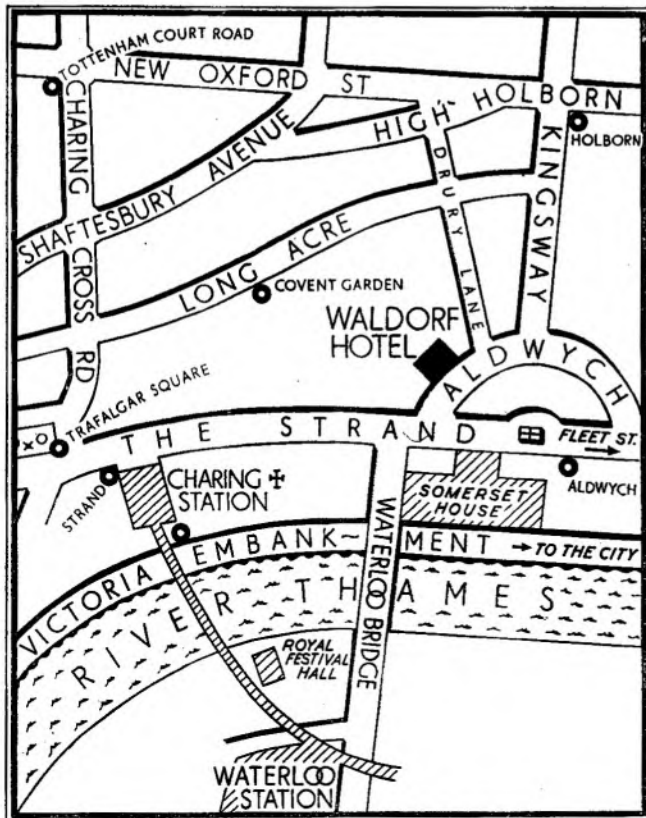 TOTTENHAM COURT ROAD
NEW OXFORD ST
HIGH HOLBORN
HOLBORN
CHARING CROSS RD
SHAFTESBURY AVENUE
DRURY LANE
KINGSWAY
LONG ACRE
COVENT GARDEN
WALDORF
HOTEL
ALDWYCH
TRAFALGAR SQUARE
THE STRAND
FLEET ST.
STRAND
CHARING ✢
STATION
SOMERSET
HOUSE
ALDWYCH
VICTORIA EMBANK~MENT
TO THE CITY
WATERLOO BRIDGE
RIVER THAMES
ROYAL
FESTIVAL
HALL
WATERLOO
STATION